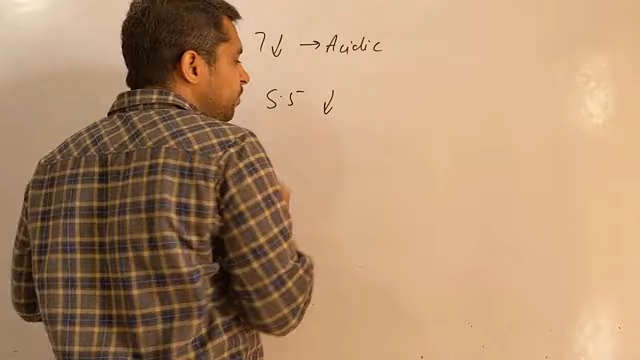 7 ↓ → Acidic
5.5 ↓